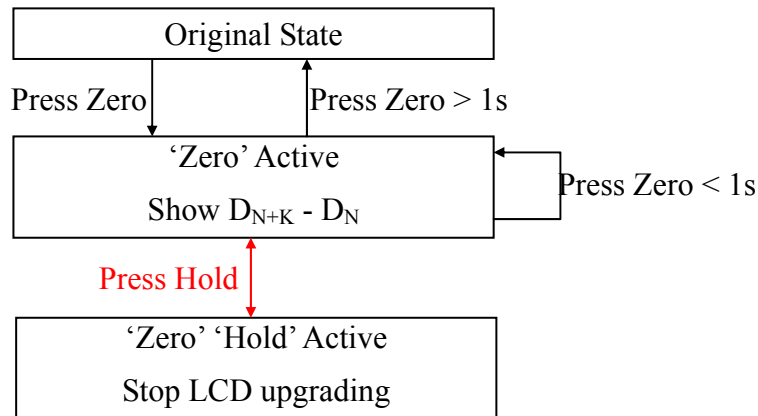 Original State
Press Zero
Press Zero > 1s
‘Zero’ Active
Show D_{N+K} - D_N
Press Zero < 1s
Press Hold
‘Zero’ ‘Hold’ Active
Stop LCD upgrading